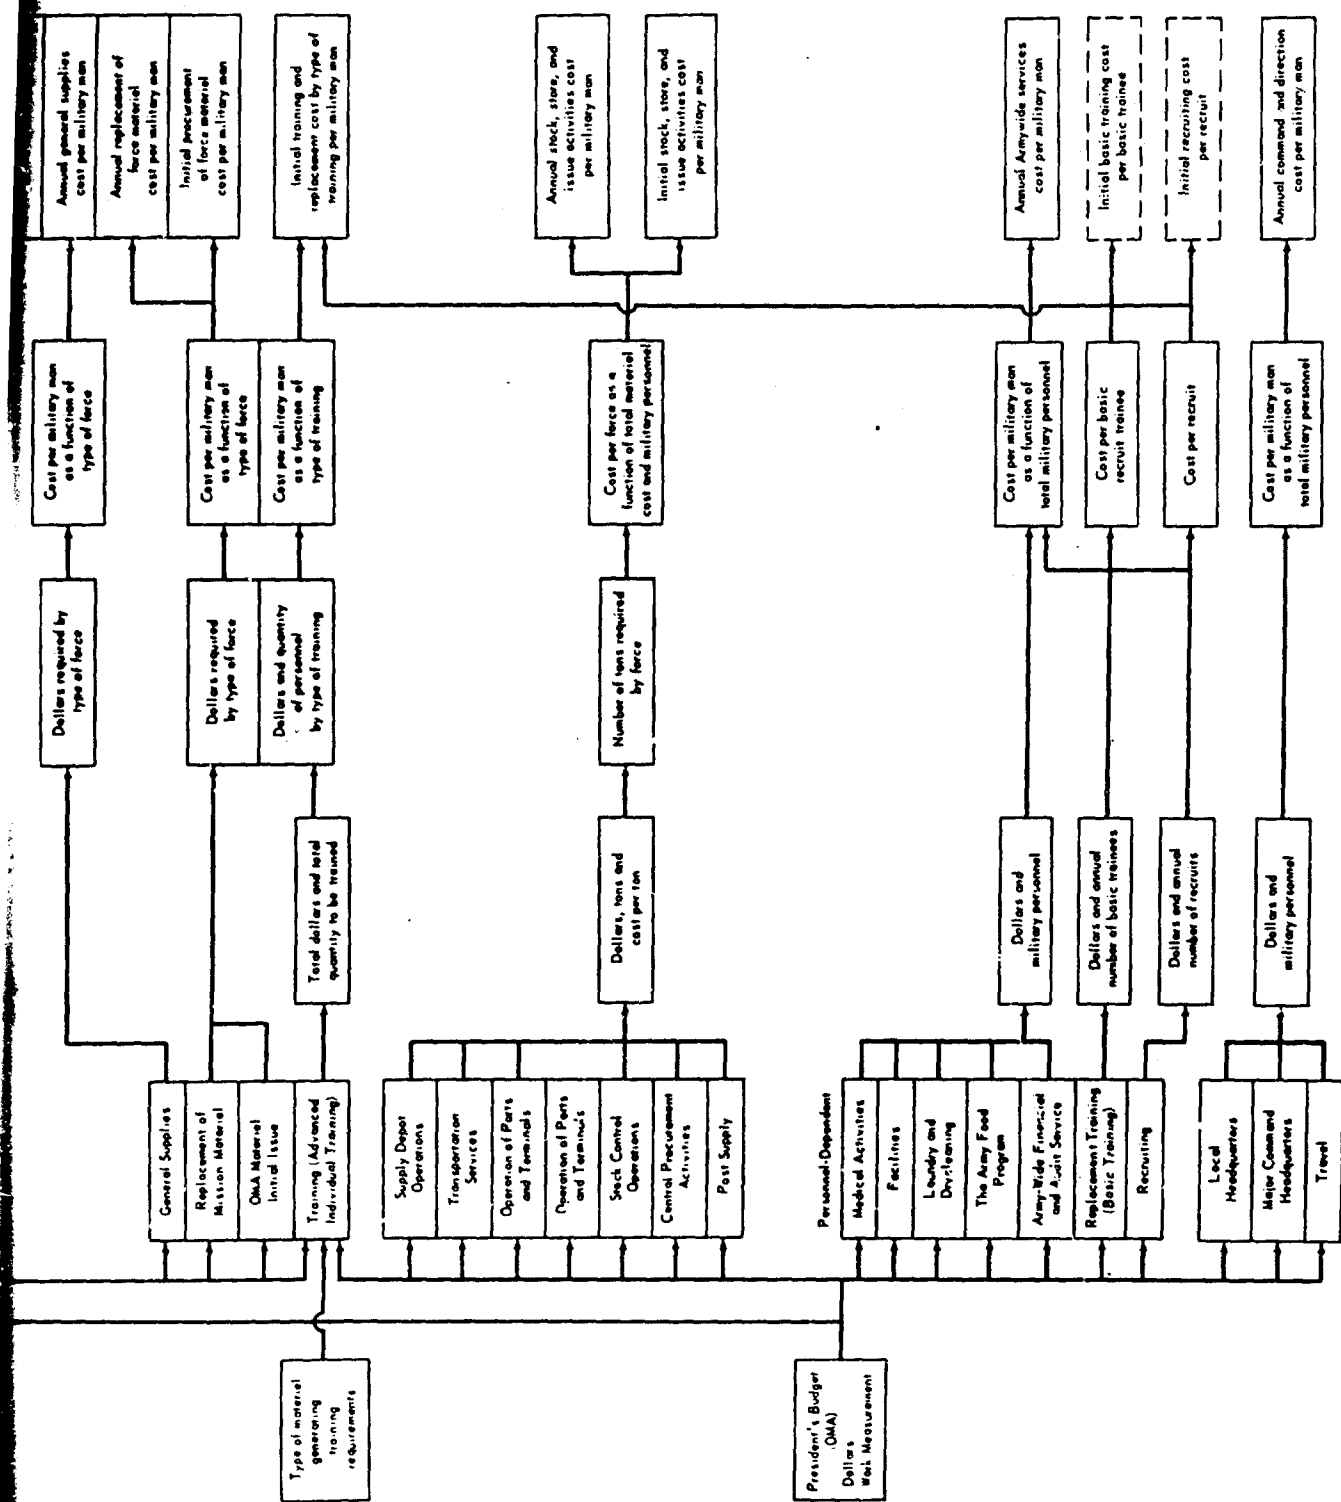 Type of materiel
generating
training
requirements
President's Budget
(OMA)
Dollars
Work Measurement
General Supplies
Replacement of
Mission Materiel
OMA Materiel
Initial Issue
Training (Advanced
Individual Training)
Supply Depot
Operations
Transportation
Services
Operation of Ports
and Terminals
Operation of Ports
and Terminals
Stock Control
Operations
Central Procurement
Activities
Post Supply
Personnel-Dependent
Medical Activities
Facilities
Laundry and
Drycleaning
The Army Food
Program
Army-Wide Financial
and Audit Service
Replacement Training
(Basic Training)
Recruiting
Local
Headquarters
Major Command
Headquarters
Travel
Total dollars and total
quantity to be trained
Dollars, tons and
cost per ton
Dollars and
military personnel
Dollars and annual
number of basic trainees
Dollars and annual
number of recruits
Dollars and
military personnel
Dollars required by
type of force
Dollars required
by type of force
Dollars and quantity
of personnel
by type of training
Number of tons required
by force
Cost per military man
as a function of
type of force
Cost per military man
as a function of
type of force
Cost per military man
as a function of
type of training
Cost per force as a
function of total materiel
cost and military personnel
Cost per military man
as a function of
total military personnel
Cost per basic
recruit trainee
Cost per recruit
Cost per military man
as a function of
total military personnel
Annual general supplies
cost per military man
Annual replacement of
force materiel
cost per military man
Initial procurement
of force materiel
cost per military man
Initial training and
replacement cost by type of
training per military man
Annual stock, store, and
issue activities cost
per military man
Initial stock, store, and
issue activities cost
per military man
Annual Armywide services
cost per military man
Initial basic training cost
per basic trainee
Initial recruiting cost
per recruit
Annual command and direction
cost per military man